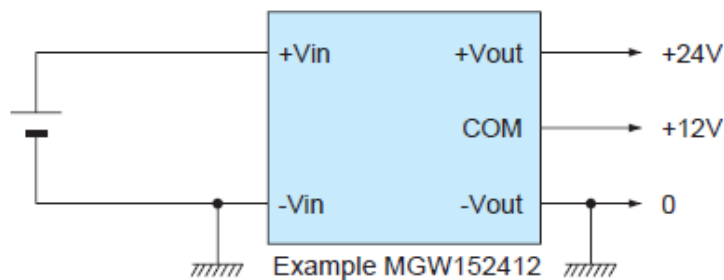 +Vin +Vout +24V
COM +12V
-Vin -Vout 0
Example MGW152412